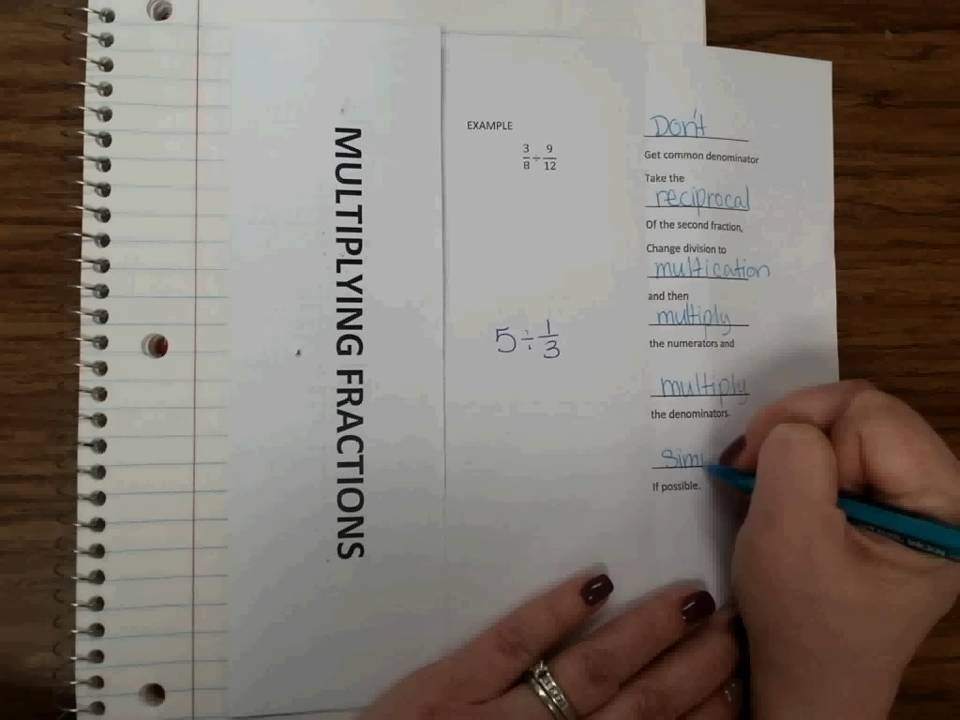 MULTIPLYING FRACTIONS
EXAMPLE
3/8 ÷ 9/12
5 ÷ 1/3
Don't
Get common denominator
Take the
reciprocal
Of the second fraction,
Change division to
multication
and then
multiply
the numerators and
multiply
the denominators.
Sim
If possible.